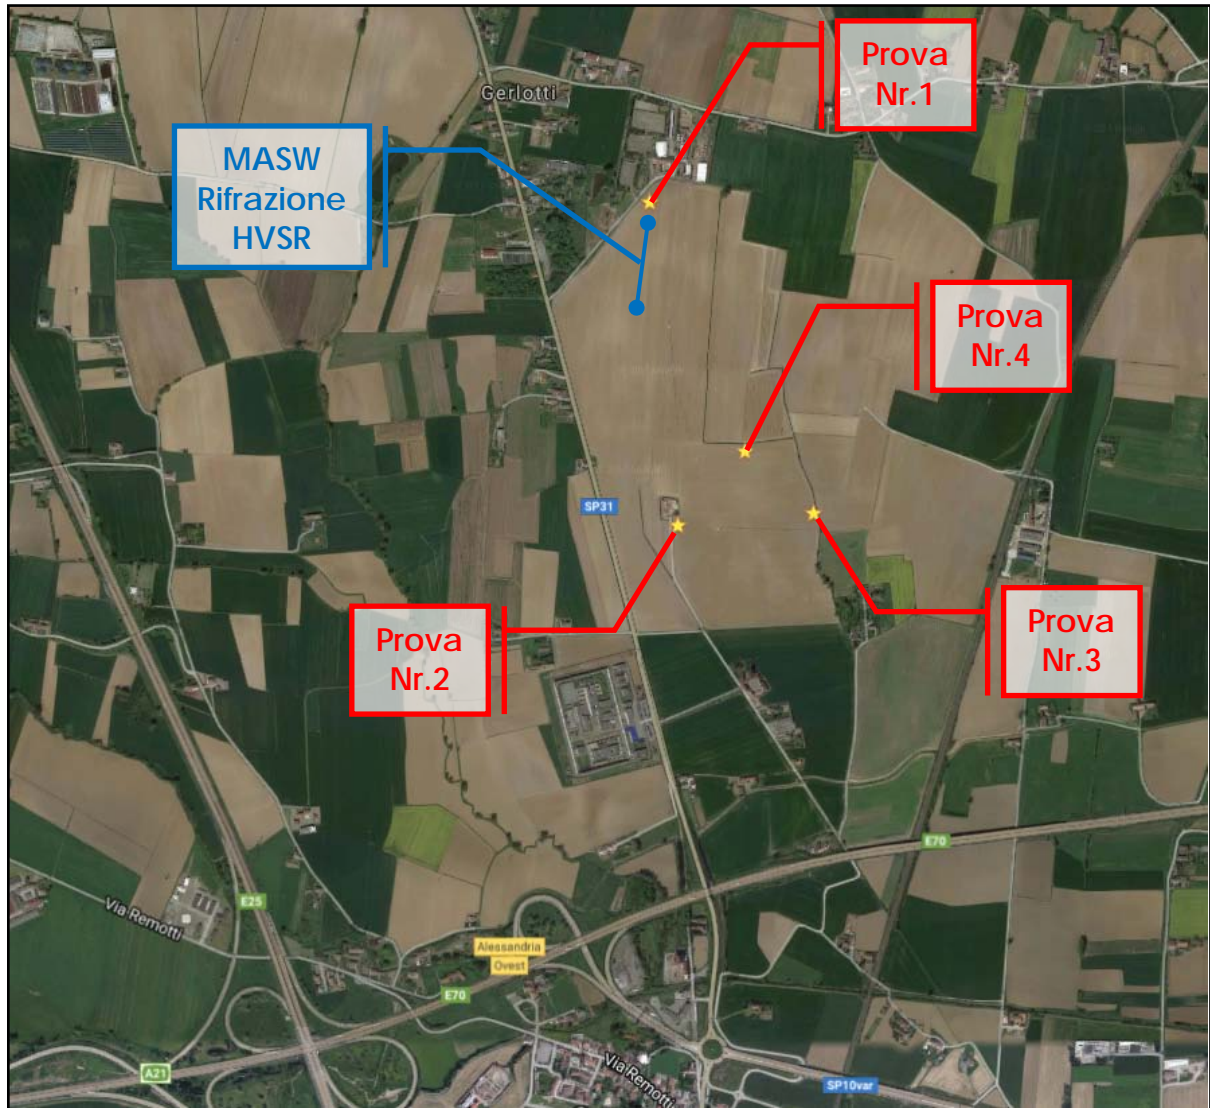 Prova
Nr.1
Gerlotti
MASW
Rifrazione
HVSR
Prova
Nr.4
SP31
Prova
Nr.2
Prova
Nr.3
E70
E25
Via Remotti
Alessandria
Ovest
E70
A21
Via Remotti
SP10var